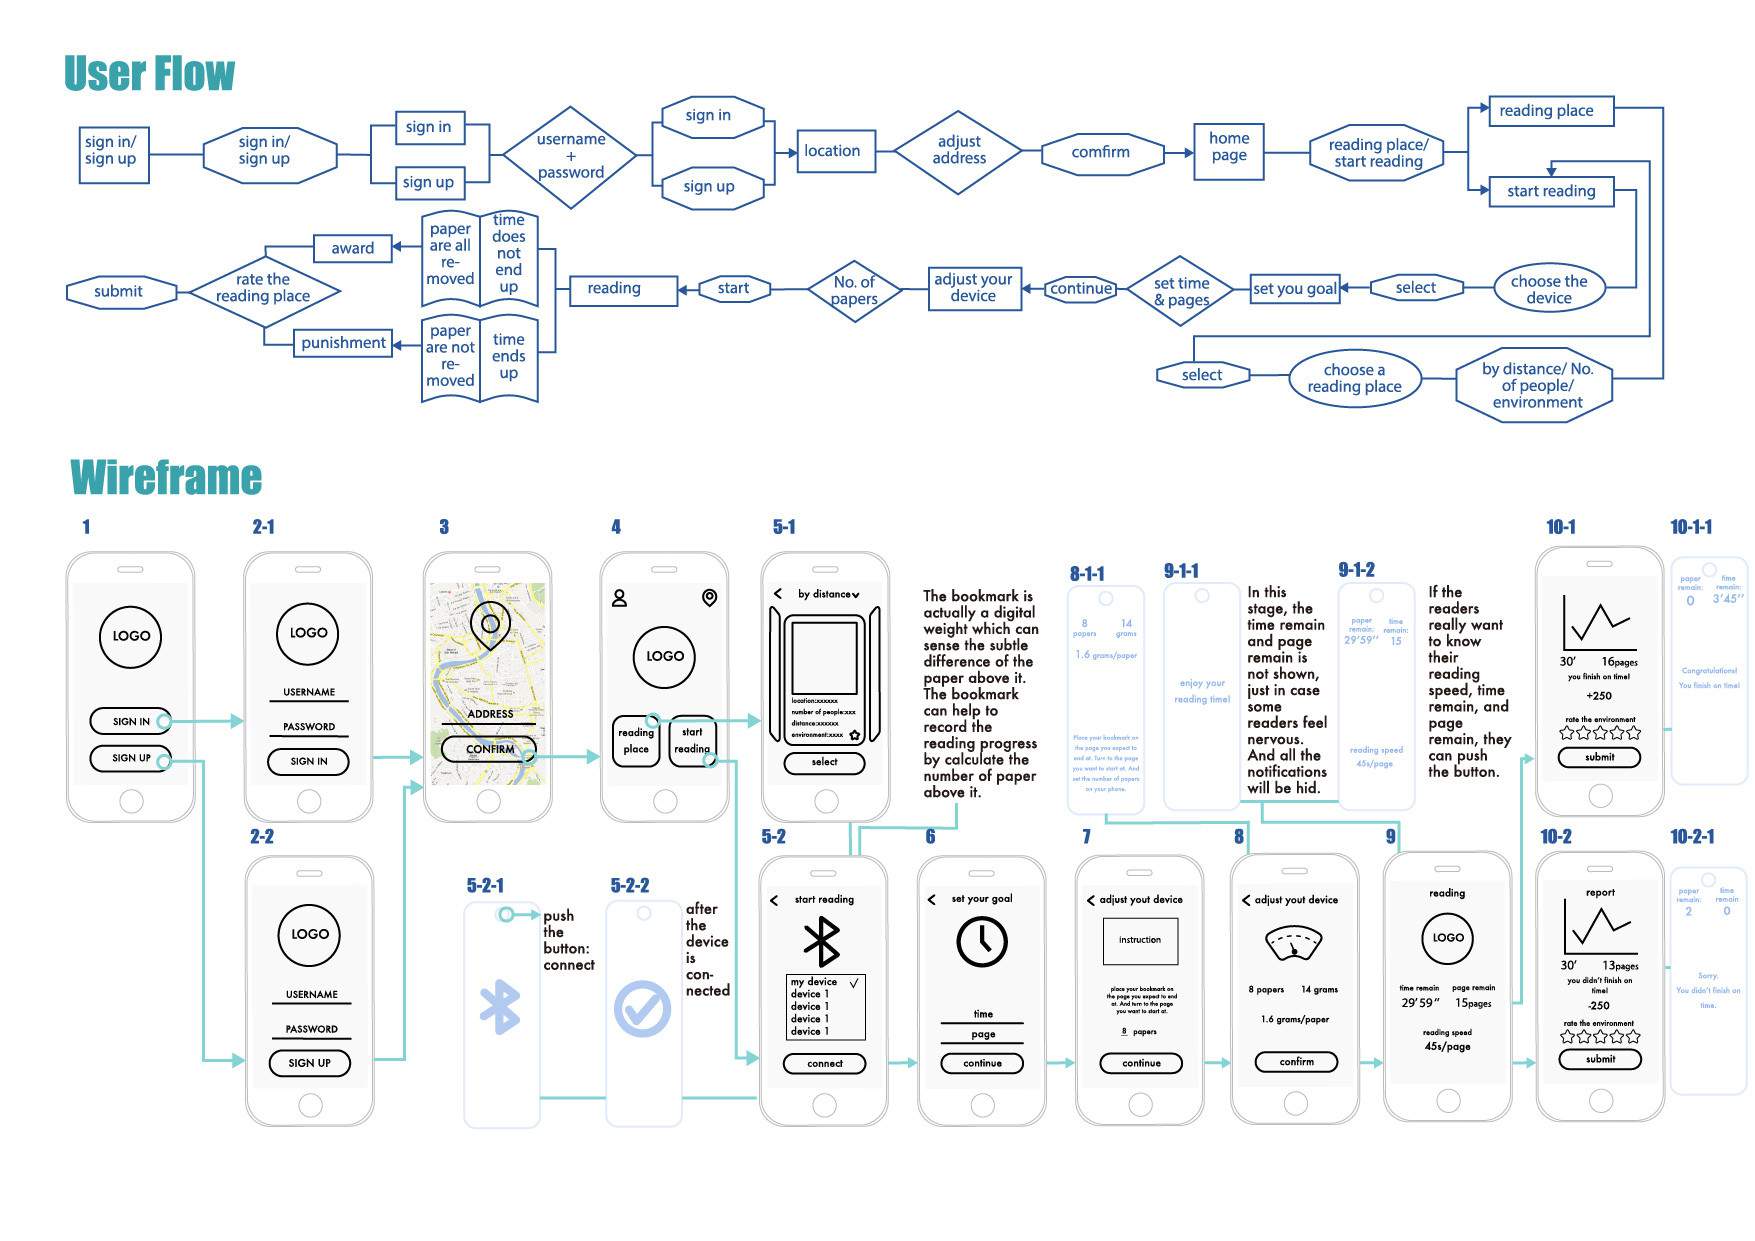 User Flow
sign in/
sign up
sign in/
sign up
sign in
sign up
username
+
password
sign in
sign up
location
adjust
address
comfirm
home
page
reading place/
start reading
reading place
start reading
submit
rate the
reading place
award
punishment
paper
are all
re-
moved
time
does
not
end
up
paper
are not
re-
moved
time
ends
up
reading
start
No. of
papers
adjust your
device
continue
set time
& pages
set you goal
select
choose the
device
select
choose a
reading place
by distance/ No.
of people/
environment
Wireframe
1
LOGO
SIGN IN
SIGN UP
2-1
LOGO
USERNAME
PASSWORD
SIGN IN
2-2
LOGO
USERNAME
PASSWORD
SIGN UP
3
ADDRESS
CONFIRM
4
LOGO
reading
place
start
reading
5-1
by distance
location:xxxxxx
number of people:xxx
distance:xxxxxx
environment:xxxx
select
The bookmark is
actually a digital
weight which can
sense the subtle
difference of the
paper above it.
The bookmark
can help to
record the
reading progress
by calculate the
number of paper
above it.
5-2-1
push
the
button:
connect
5-2-2
after
the
device
is
con-
nected
5-2
start reading
my device
device 1
device 1
device 1
device 1
connect
6
set your goal
time
page
continue
7
adjust yout device
instruction
place your bookmark on
the page you expect to end
at. And turn to the page
you want to start at.
8 papers
continue
8-1-1
8
papers
14
grams
1.6 grams/paper
Place your bookmark on
the page you expect to
end at. Turn to the page
you want to start at. And
set the number of papers
on your phone.
8
adjust yout device
8 papers 14 grams
1.6 grams/paper
confirm
9-1-1
enjoy your
reading time!
In this
stage, the
time remain
and page
remain is
not shown,
just in case
some
readers feel
nervous.
And all the
notifications
will be hid.
9-1-2
paper
remain:
29'59''
time
remain:
15
reading speed
45s/page
If the
readers
really want
to know
their
reading
speed, time
remain, and
page
remain, they
can push
the button.
9
reading
LOGO
time remain page remain
29'59'' 15pages
reading speed
45s/page
10-1
30' 16pages
you finish on time!
+250
rate the environment
submit
10-1-1
paper
remain:
0
time
remain:
3'45''
Congratulations!
You finish on time!
10-2
report
30' 13pages
you didn't finish on
time!
-250
rate the environment
submit
10-2-1
paper
remain:
2
time
remain
0
Sorry.
You didn't finish on
time.